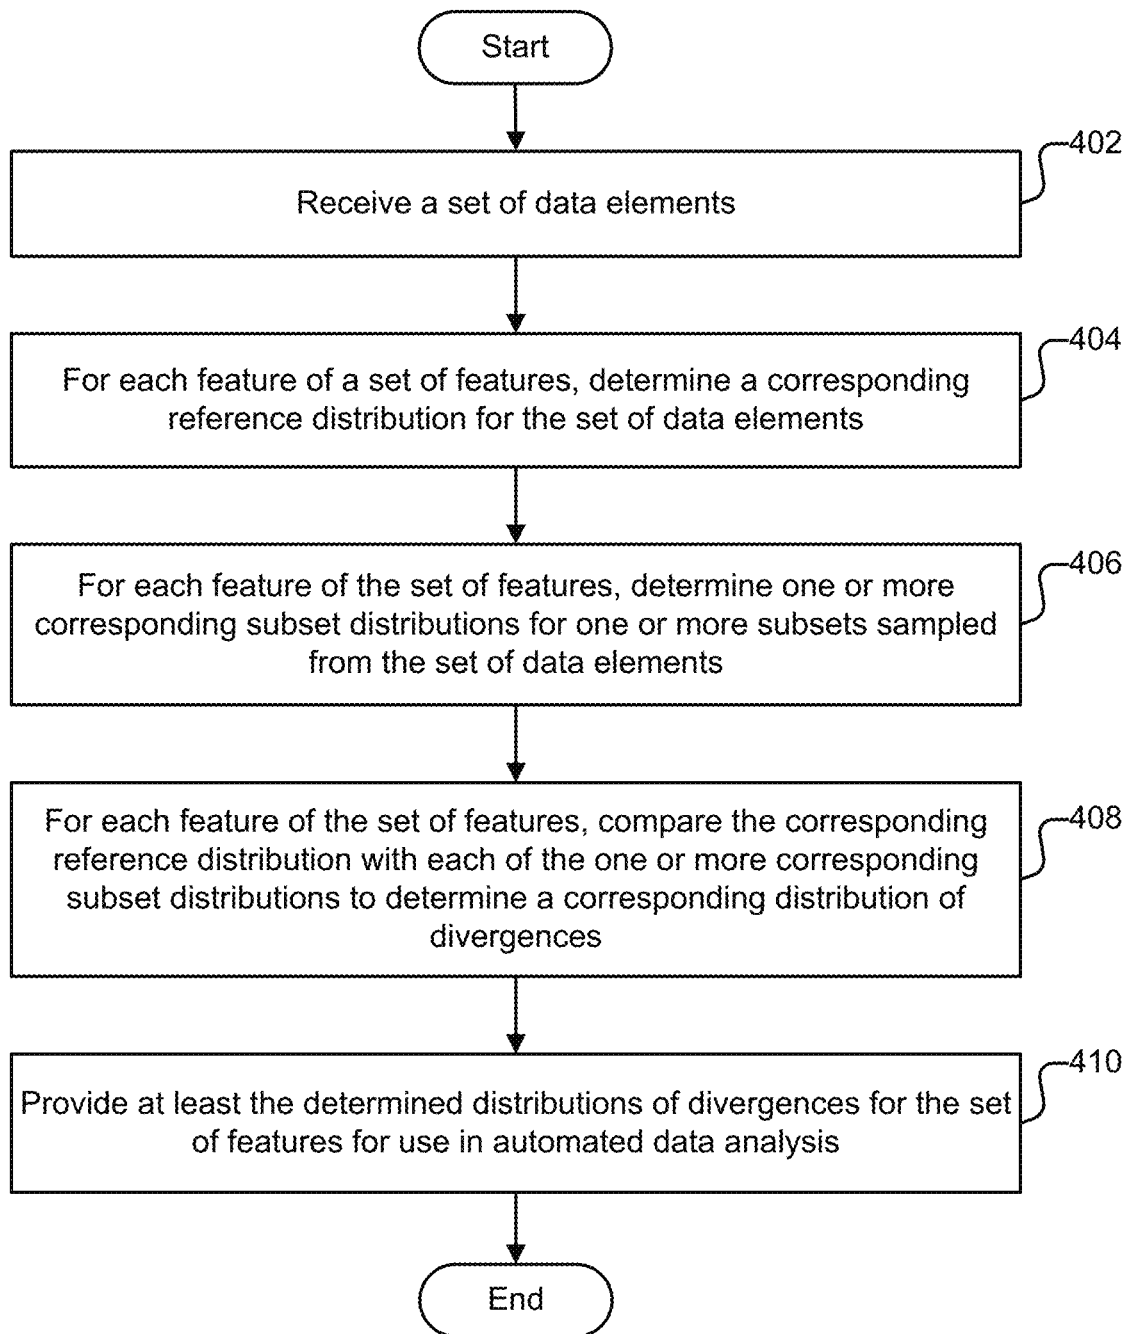 Start
402
Receive a set of data elements
404
For each feature of a set of features, determine a corresponding
reference distribution for the set of data elements
406
For each feature of the set of features, determine one or more
corresponding subset distributions for one or more subsets sampled
from the set of data elements
408
For each feature of the set of features, compare the corresponding
reference distribution with each of the one or more corresponding
subset distributions to determine a corresponding distribution of
divergences
410
Provide at least the determined distributions of divergences for the set
of features for use in automated data analysis
End